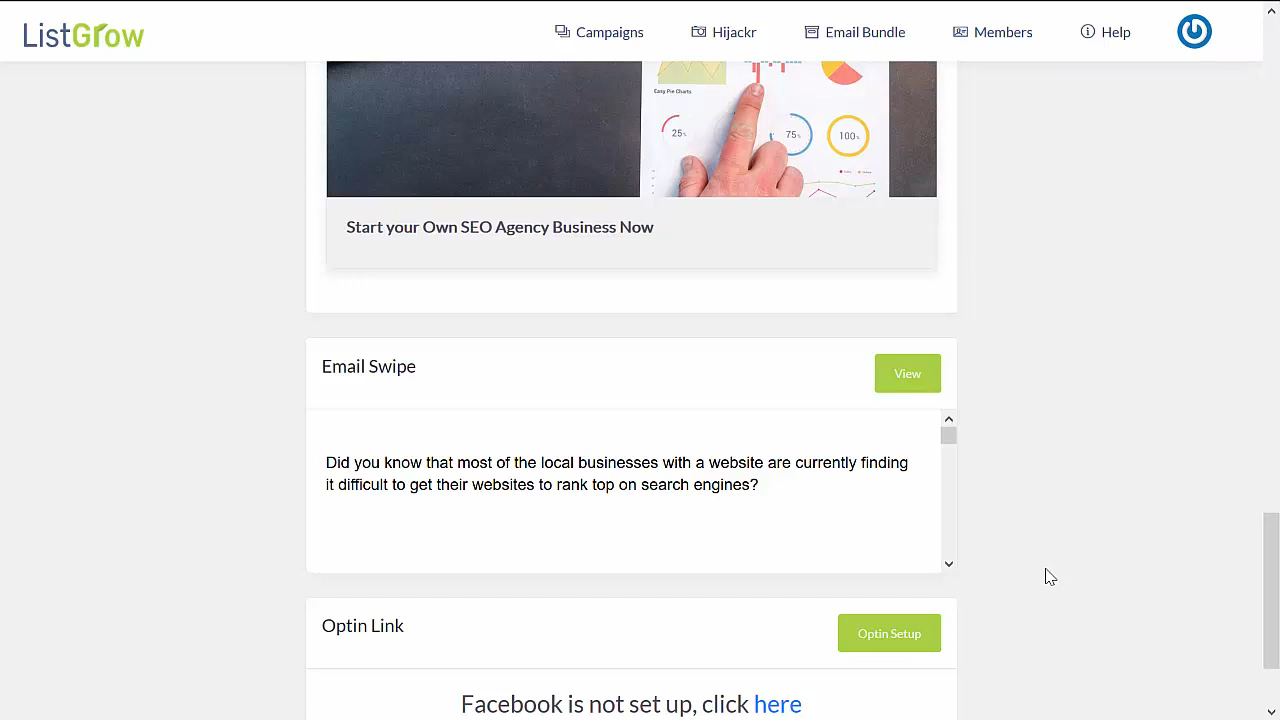 ListGrow
Campaigns
Hijackr
Email Bundle
Members
Help
Easy Pie Charts
25%
75%
100%
Start your Own SEO Agency Business Now
Email Swipe
View
Did you know that most of the local businesses with a website are currently finding
it difficult to get their websites to rank top on search engines?
Optin Link
Optin Setup
Facebook is not set up, click here